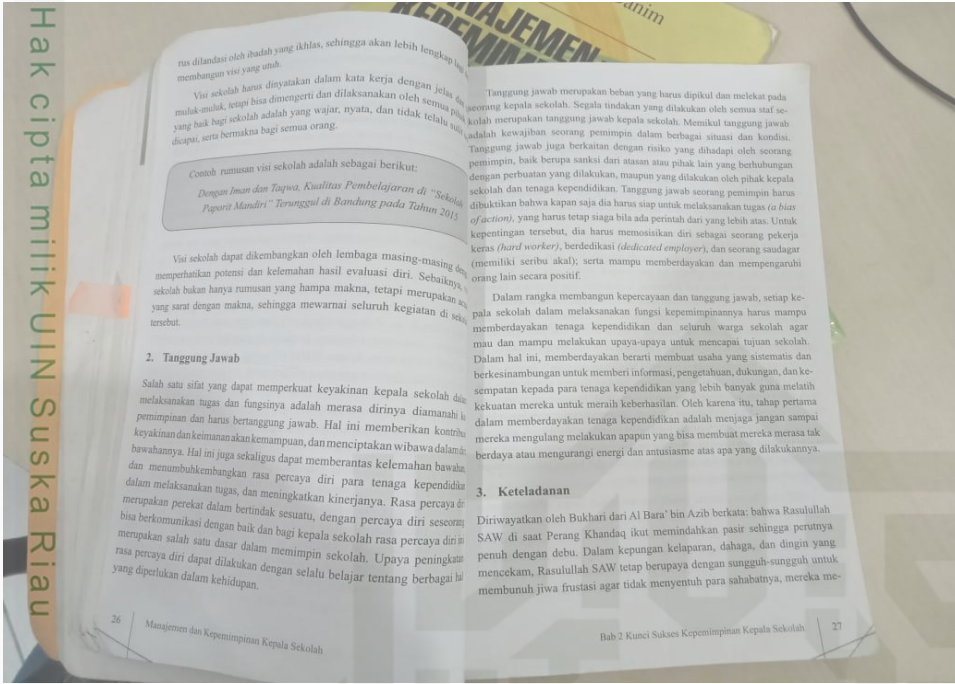 Hak cipta milik UIN Suska Riau
anim
MANAJEMEN
KEPEMIM
rus dilandasi oleh ibadah yang ikhlas, sehingga akan lebih lengkap
membangun visi yang utuh.
Visi sekolah harus dinyatakan dalam kata kerja dengan jelas
muluk-muluk, tetapi bisa dimengerti dan dilaksanakan oleh semua
yang baik bagi sekolah adalah yang wajar, nyata, dan tidak telalu
dicapai, serta bermakna bagi semua orang.
Contoh rumusan visi sekolah adalah sebagai berikut:
Dengan Iman dan Taqwa, Kualitas Pembelajaran di "Sekolah
Paporit Mandiri" Terunggul di Bandung pada Tahun 2015
Visi sekolah dapat dikembangkan oleh lembaga masing-masing
memperhatikan potensi dan kelemahan hasil evaluasi diri. Sebaiknya,
sekolah bukan hanya rumusan yang hampa makna, tetapi merupakan
yang sarat dengan makna, sehingga mewarnai seluruh kegiatan di
tersebut.
2. Tanggung Jawab
Salah satu sifat yang dapat memperkuat keyakinan kepala sekolah
melaksanakan tugas dan fungsinya adalah merasa dirinya diamanahi
pemimpinan dan harus bertanggung jawab. Hal ini memberikan
keyakinan dan keimanan akan kemampuan, dan menciptakan wibawa dalam
bawahannya. Hal ini juga sekaligus dapat memberantas kelemahan
dan menumbuhkembangkan rasa percaya diri para tenaga
dalam melaksanakan tugas, dan meningkatkan kinerjanya. Rasa percaya
merupakan perekat dalam bertindak sesuatu, dengan percaya diri
bisa berkomunikasi dengan baik dan bagi kepala sekolah rasa percaya diri
merupakan salah satu dasar dalam memimpin sekolah. Upaya
rasa percaya diri dapat dilakukan dengan selalu belajar tentang berbagai
yang diperlukan dalam kehidupan.
26 Manajemen dan Kepemimpinan Kepala Sekolah
Tanggung jawab merupakan beban yang harus dipikul dan melekat pada
seorang kepala sekolah. Segala tindakan yang dilakukan oleh semua staf se-
kolah merupakan tanggung jawab kepala sekolah. Memikul tanggung jawab
adalah kewajiban seorang pemimpin dalam berbagai situasi dan kondisi.
Tanggung jawab juga berkaitan dengan risiko yang dihadapi oleh seorang
pemimpin, baik berupa sanksi dari atasan atau pihak lain yang berhubungan
dengan perbuatan yang dilakukan, maupun yang dilakukan oleh pihak kepala
sekolah dan tenaga kependidikan. Tanggung jawab seorang pemimpin harus
dibuktikan bahwa kapan saja dia harus siap untuk melaksanakan tugas (a bias
of action), yang harus tetap siaga bila ada perintah dari yang lebih atas. Untuk
kepentingan tersebut, dia harus memosisikan diri sebagai seorang pekerja
keras (hard worker), berdedikasi (dedicated employer), dan seorang saudagar
(memiliki seribu akal); serta mampu memberdayakan dan mempengaruhi
orang lain secara positif.
Dalam rangka membangun kepercayaan dan tanggung jawab, setiap ke-
pala sekolah dalam melaksanakan fungsi kepemimpinannya harus mampu
memberdayakan tenaga kependidikan dan seluruh warga sekolah agar
mau dan mampu melakukan upaya-upaya untuk mencapai tujuan sekolah.
Dalam hal ini, memberdayakan berarti membuat usaha yang sistematis dan
berkesinambungan untuk memberi informasi, pengetahuan, dukungan, dan ke-
sempatan kepada para tenaga kependidikan yang lebih banyak guna melatih
kekuatan mereka untuk meraih keberhasilan. Oleh karena itu, tahap pertama
dalam memberdayakan tenaga kependidikan adalah menjaga jangan sampai
mereka mengulang melakukan apapun yang bisa membuat mereka merasa tak
berdaya atau mengurangi energi dan antusiasme atas apa yang dilakukannya.
3. Keteladanan
Diriwayatkan oleh Bukhari dari Al Bara' bin Azib berkata: bahwa Rasulullah
SAW di saat Perang Khandaq ikut memindahkan pasir sehingga perutnya
penuh dengan debu. Dalam kepungan kelaparan, dahaga, dan dingin yang
mencekam, Rasulullah SAW tetap berupaya dengan sungguh-sungguh untuk
membunuh jiwa frustasi agar tidak menyentuh para sahabatnya, mereka me-
Bab 2 Kunci Sukses Kepemimpinan Kepala Sekolah 27